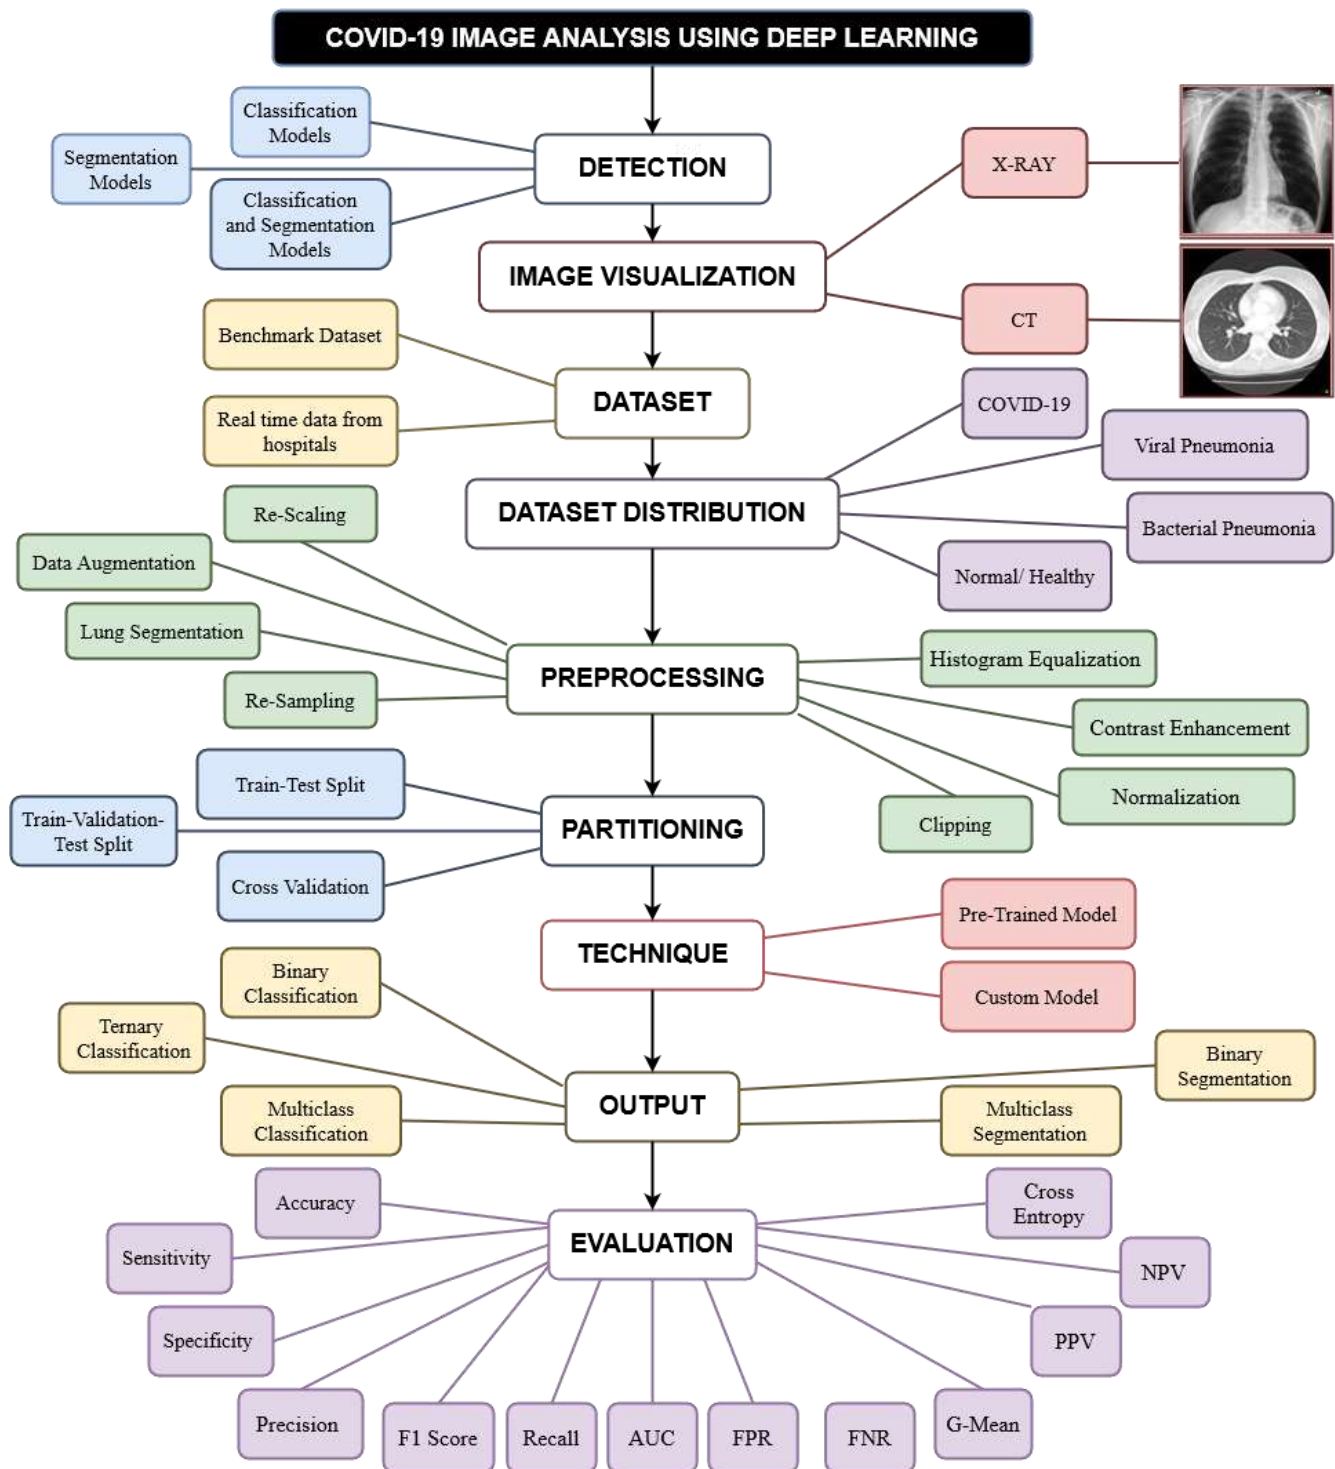 COVID-19 IMAGE ANALYSIS USING DEEP LEARNING
Classification
Models
Segmentation
Models
Classification
and Segmentation
Models
DETECTION
X-RAY
IMAGE VISUALIZATION
CT
Benchmark Dataset
Real time data from
hospitals
DATASET
COVID-19
Viral Pneumonia
Bacterial Pneumonia
Normal/ Healthy
DATASET DISTRIBUTION
Re-Scaling
Data Augmentation
Lung Segmentation
Re-Sampling
PREPROCESSING
Histogram Equalization
Contrast Enhancement
Normalization
Clipping
Train-Test Split
Train-Validation-
Test Split
Cross Validation
PARTITIONING
TECHNIQUE
Pre-Trained Model
Custom Model
Binary
Classification
Ternary
Classification
Multiclass
Classification
OUTPUT
Binary
Segmentation
Multiclass
Segmentation
Accuracy
Sensitivity
Specificity
Precision
EVALUATION
Cross
Entropy
NPV
PPV
F1 Score
Recall
AUC
FPR
FNR
G-Mean